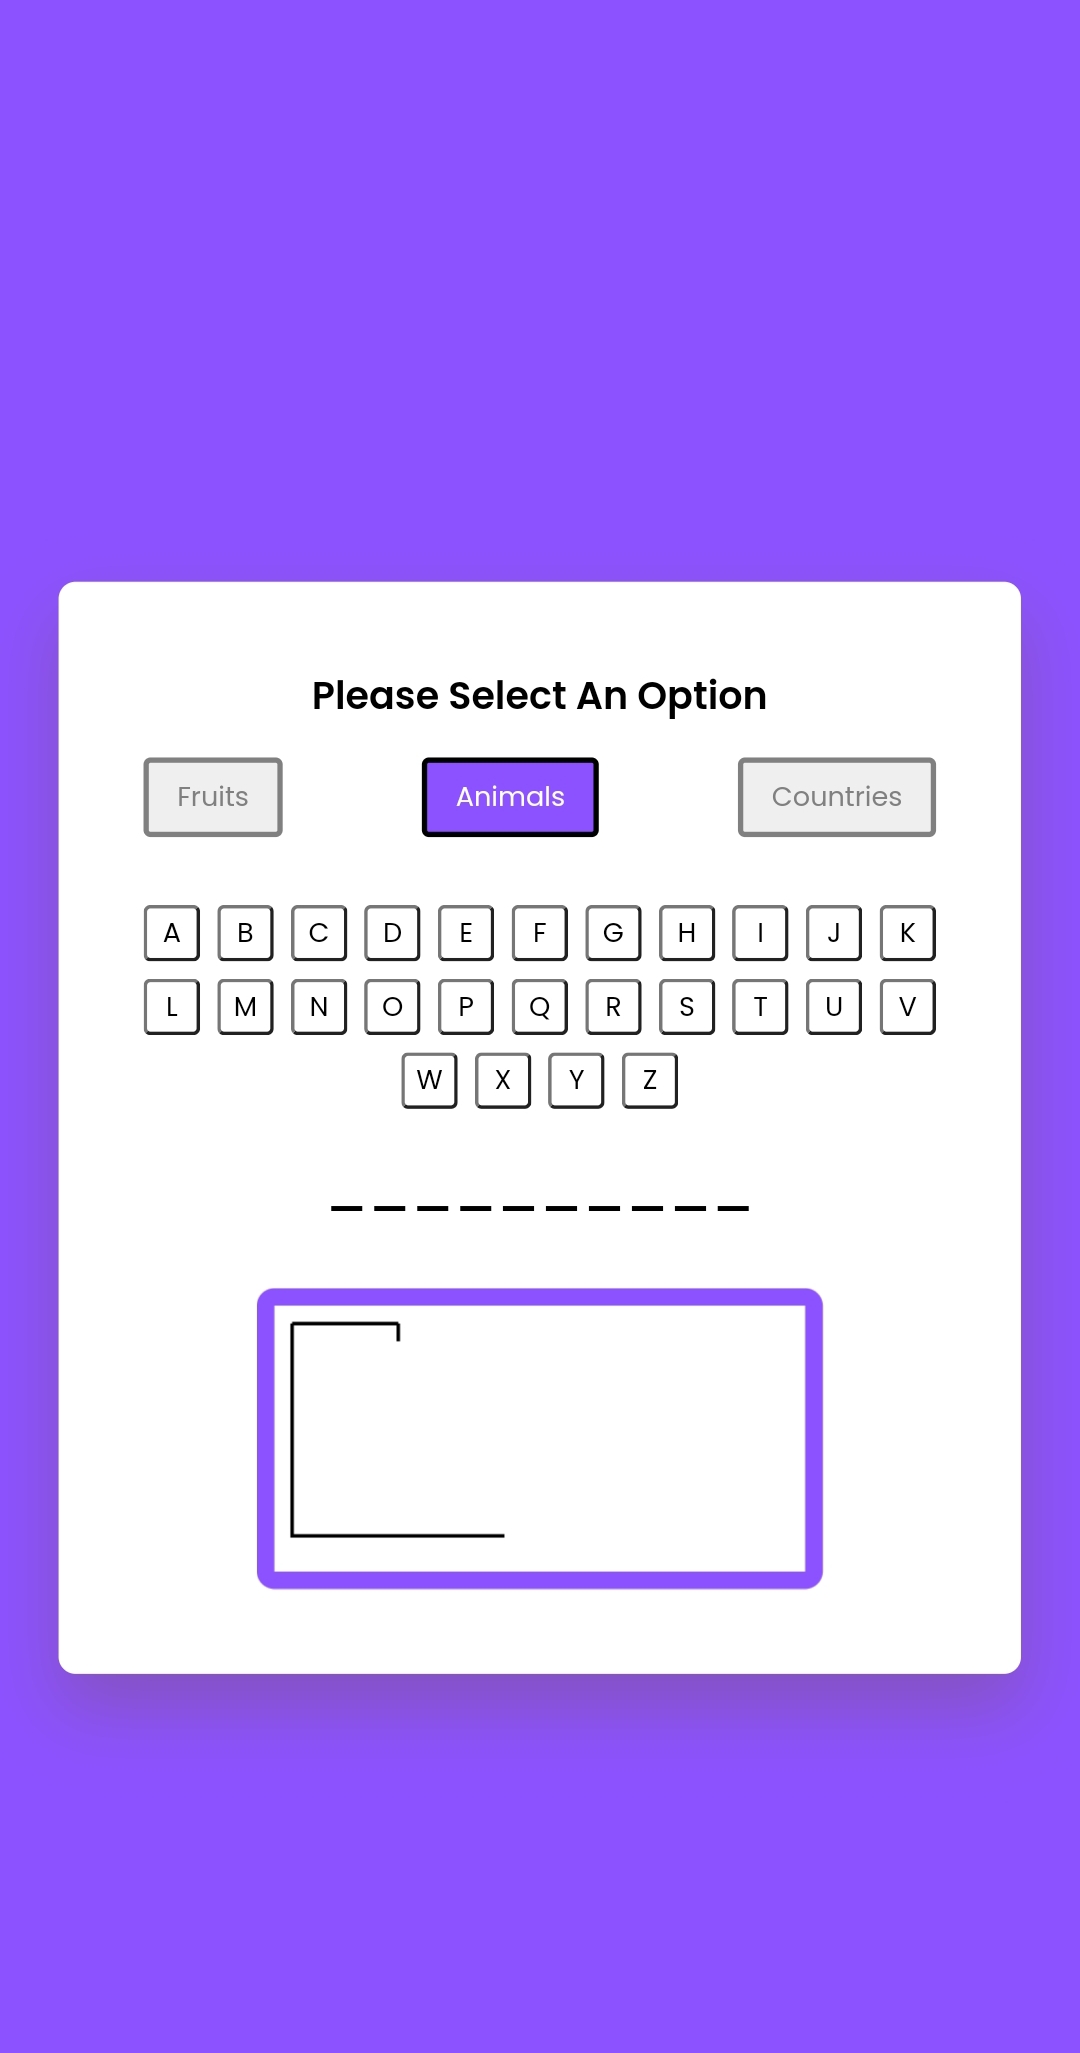 Please Select An Option
Fruits Animals Countries
A B C D E F G H I J K
L M N O P Q R S T U V
W X Y Z
_ _ _ _ _ _ _ _ _ _